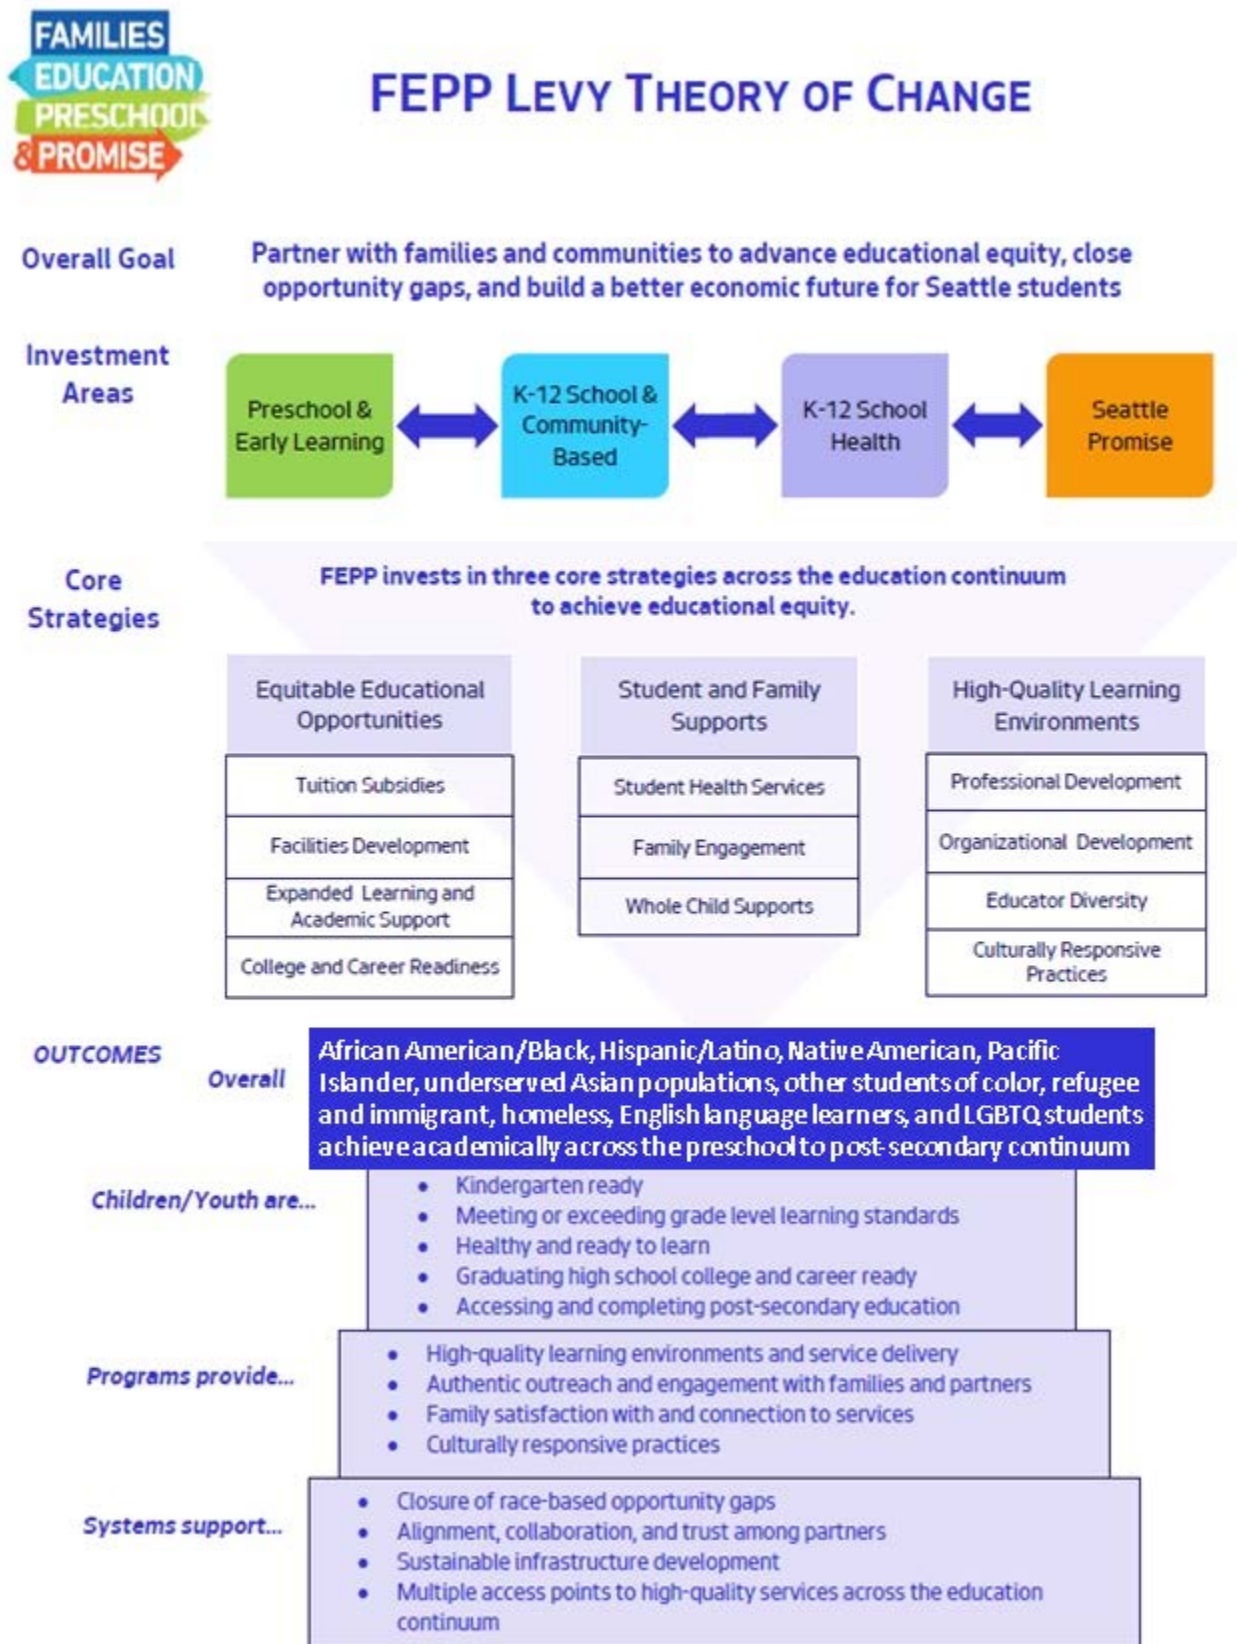 FAMILIES
EDUCATION
PRESCHOOL
& PROMISE
FEPP LEVY THEORY OF CHANGE
Overall Goal
Partner with families and communities to advance educational equity, close
opportunity gaps, and build a better economic future for Seattle students
Investment
Areas
Preschool &
Early Learning
K-12 School &
Community-
Based
K-12 School
Health
Seattle
Promise
Core
Strategies
FEPP invests in three core strategies across the education continuum
to achieve educational equity.
Equitable Educational
Opportunities
Tuition Subsidies
Facilities Development
Expanded Learning and
Academic Support
College and Career Readiness
Student and Family
Supports
Student Health Services
Family Engagement
Whole Child Supports
High-Quality Learning
Environments
Professional Development
Organizational Development
Educator Diversity
Culturally Responsive
Practices
OUTCOMES
Overall
African American/Black, Hispanic/Latino, Native American, Pacific
Islander, underserved Asian populations, other students of color, refugee
and immigrant, homeless, English language learners, and LGBTQ students
achieve academically across the preschool to post-secondary continuum
Children/Youth are...
• Kindergarten ready
• Meeting or exceeding grade level learning standards
• Healthy and ready to learn
• Graduating high school college and career ready
• Accessing and completing post-secondary education
Programs provide...
• High-quality learning environments and service delivery
• Authentic outreach and engagement with families and partners
• Family satisfaction with and connection to services
• Culturally responsive practices
Systems support...
• Closure of race-based opportunity gaps
• Alignment, collaboration, and trust among partners
• Sustainable infrastructure development
• Multiple access points to high-quality services across the education
continuum